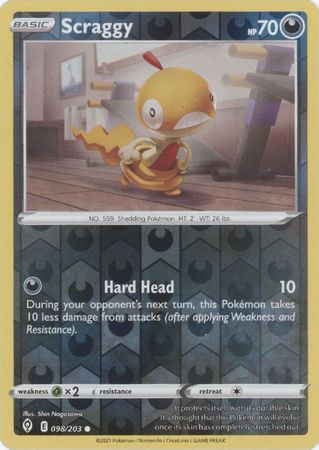 BASIC
Scraggy
HP 70
NO. 559 Shedding Pokémon HT: 2' WT: 26 lbs.
Hard Head 10
During your opponent's next turn, this Pokémon takes
10 less damage from attacks (after applying Weakness and
Resistance).
weakness ×2 resistance retreat
Illus. Shin Nagasawa
E 098/203
It protects itself with its durable skin.
It's thought that this Pokémon will evolve
once its skin has completely stretched out.
©2021 Pokémon / Nintendo / Creatures / GAME FREAK